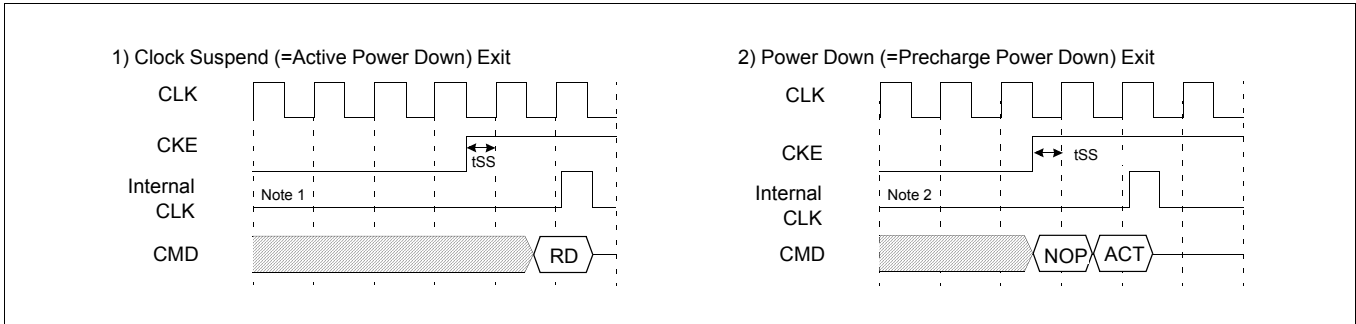 1) Clock Suspend (=Active Power Down) Exit
CLK
CKE
tSS
Internal
CLK
Note 1
CMD
RD
2) Power Down (=Precharge Power Down) Exit
CLK
CKE
tSS
Internal
CLK
Note 2
CMD
NOP
ACT